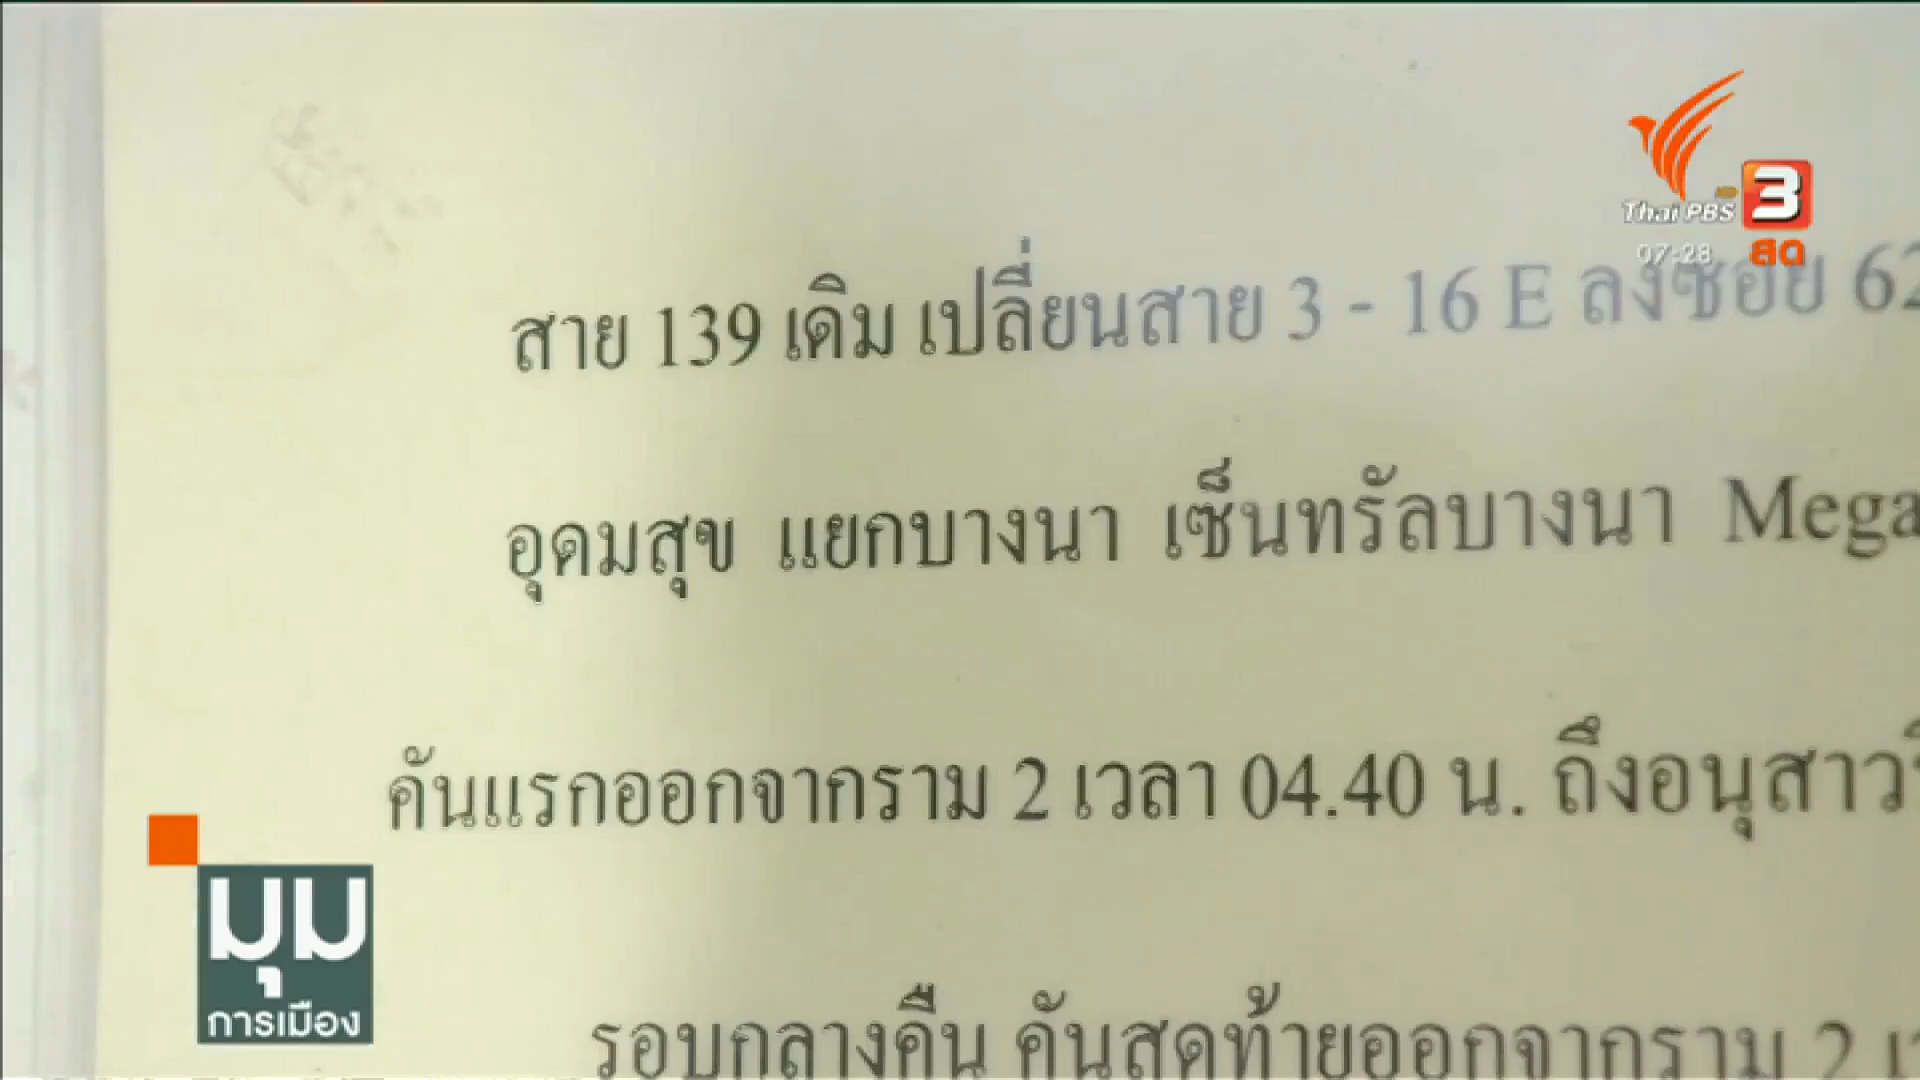 Thai PBS
3
07:28 สด
สาย 139 เดิม เปลี่ยนสาย 3 - 16 E ลงซอย 62
อุดมสุข แยกบางนา เซ็นทรัลบางนา Mega
คันแรกออกจากราม 2 เวลา 04.40 น. ถึงอนุสาวรี
มุม
การเมือง
รอบกลางคืน คันสุดท้ายออกจากราม 2